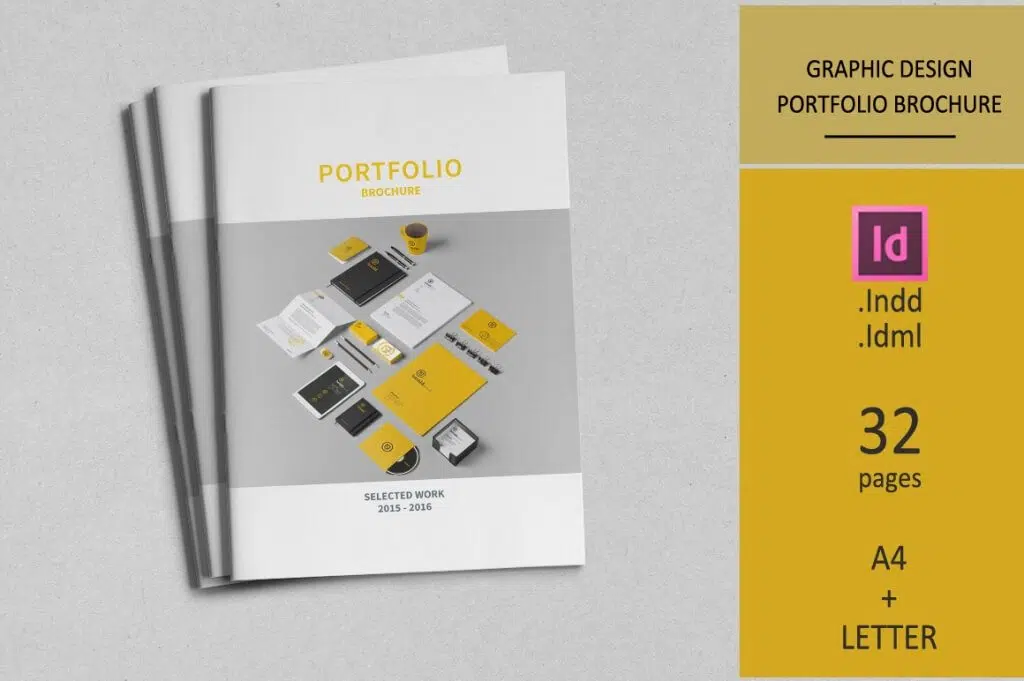 PORTFOLIO
BROCHURE
SELECTED WORK
2015 - 2016
GRAPHIC DESIGN
PORTFOLIO BROCHURE
Id
.Indd
.Idml
32
pages
A4
+
LETTER